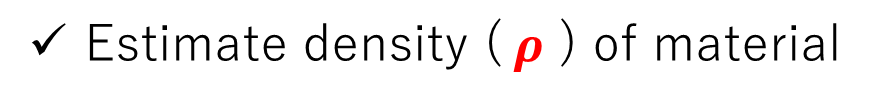 ✓ Estimate density (ρ) of material